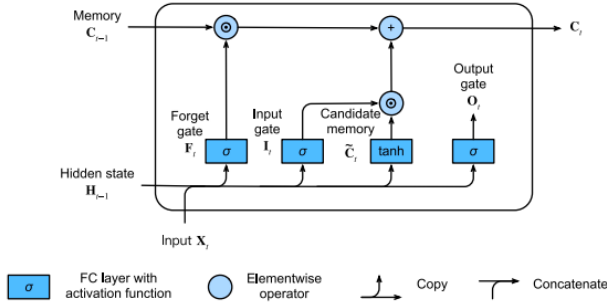 Memory
C_{t-1}
C_t
Output
gate
O_t
Forget
gate
F_t
Input
gate
I_t
Candidate
memory
C̃_t
σ
σ
tanh
σ
Hidden state
H_{t-1}
Input X_t
σ
FC layer with
activation function
Elementwise
operator
Copy
Concatenate